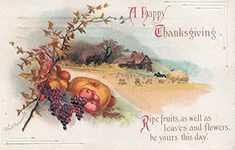 A Happy
Thanksgiving
Ripe fruits, as well as
leaves and flowers,
be yours this day.